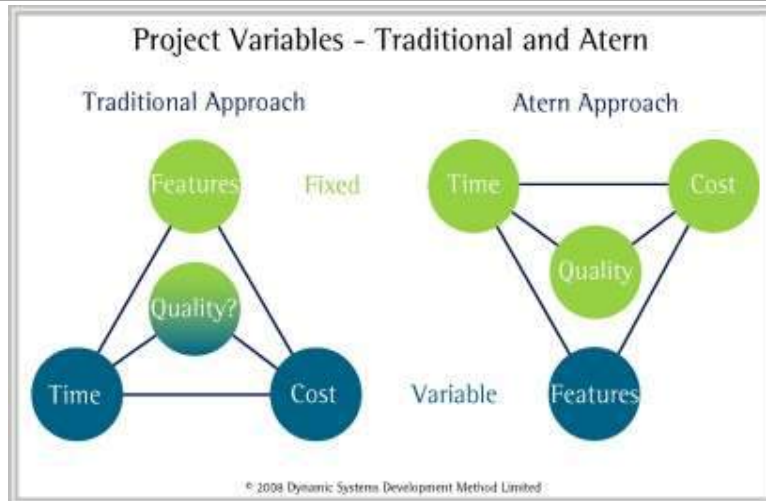 Project Variables - Traditional and Atern
Traditional Approach
Atern Approach
Features
Fixed
Time
Cost
Quality?
Quality
Time
Cost
Variable
Features
© 2008 Dynamic Systems Development Method Limited